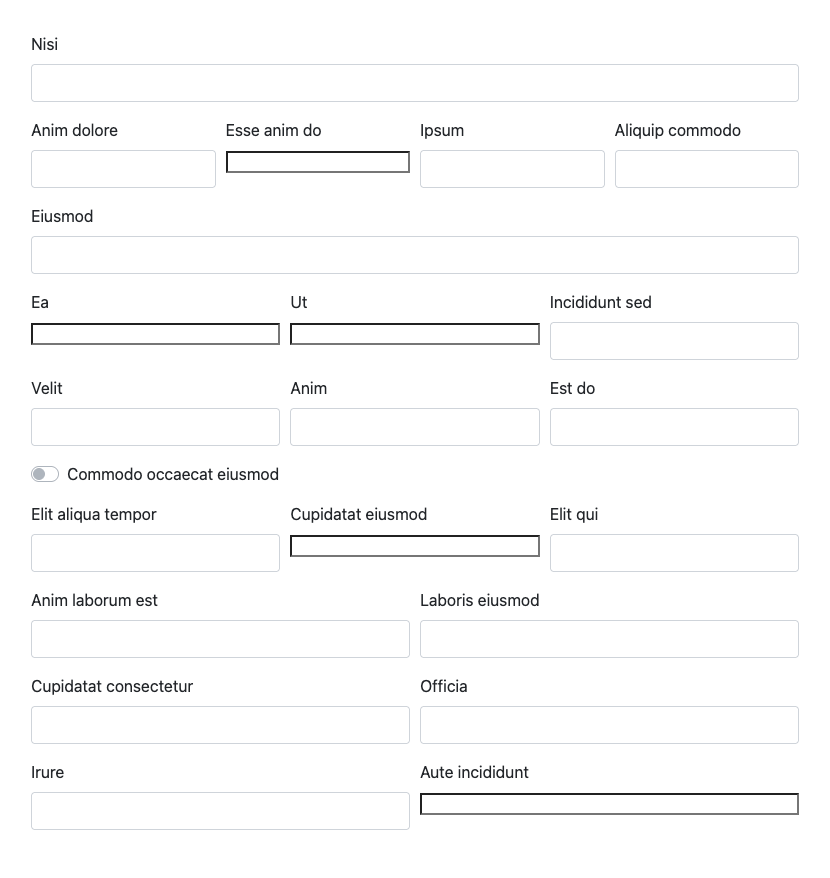 Nisi
Anim dolore Esse anim do Ipsum Aliquip commodo
Eiusmod
Ea Ut Incididunt sed
Velit Anim Est do
Commodo occaecat eiusmod
Elit aliqua tempor Cupidatat eiusmod Elit qui
Anim laborum est Laboris eiusmod
Cupidatat consectetur Officia
Irure Aute incididunt